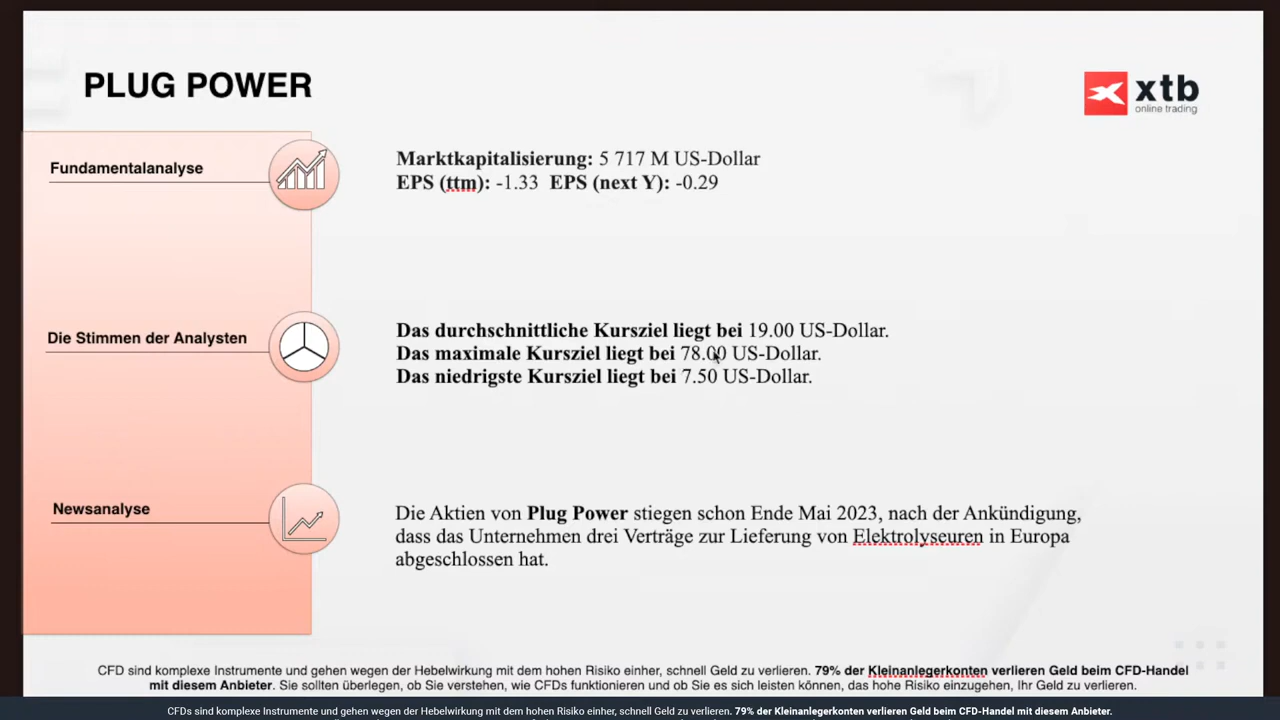 PLUG POWER
xtb
online trading
Fundamentalanalyse
Marktkapitalisierung: 5 717 M US-Dollar
EPS (ttm): -1.33 EPS (next Y): -0.29
Die Stimmen der Analysten
Das durchschnittliche Kursziel liegt bei 19.00 US-Dollar.
Das maximale Kursziel liegt bei 78.00 US-Dollar.
Das niedrigste Kursziel liegt bei 7.50 US-Dollar.
Newsanalyse
Die Aktien von Plug Power stiegen schon Ende Mai 2023, nach der Ankündigung,
dass das Unternehmen drei Verträge zur Lieferung von Elektrolyseuren in Europa
abgeschlossen hat.
CFD sind komplexe Instrumente und gehen wegen der Hebelwirkung mit dem hohen Risiko einher, schnell Geld zu verlieren. 79% der Kleinanlegerkonten verlieren Geld beim CFD-Handel
mit diesem Anbieter. Sie sollten überlegen, ob Sie verstehen, wie CFDs funktionieren und ob Sie es sich leisten können, das hohe Risiko einzugehen, Ihr Geld zu verlieren.
CFDs sind komplexe Instrumente und gehen wegen der Hebelwirkung mit dem hohen Risiko einher, schnell Geld zu verlieren. 79% der Kleinanlegerkonten verlieren Geld beim CFD-Handel mit diesem Anbieter.